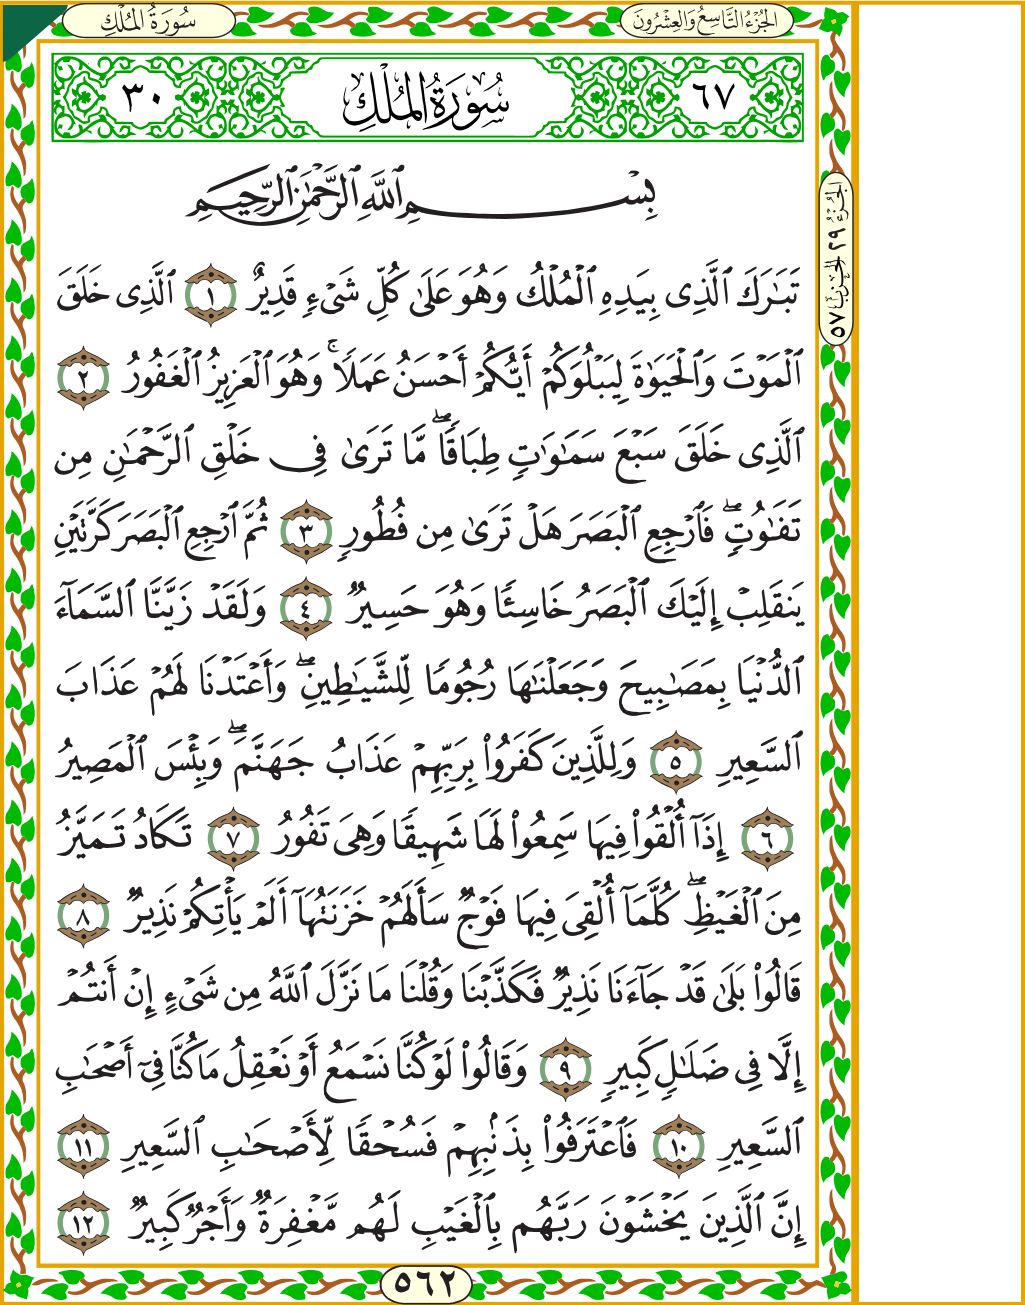 الجُزْءُ التَّاسِعُ وَالعِشْرُونَ
سُورَةُ المُلْكِ
٦٧
سُورَةُ المُلْكِ
٣٠
بِسْمِ ٱللَّهِ ٱلرَّحْمَٰنِ ٱلرَّحِيمِ
تَبَٰرَكَ ٱلَّذِى بِيَدِهِ ٱلْمُلْكُ وَهُوَ عَلَىٰ كُلِّ شَىْءٍ قَدِيرٌ ١ ٱلَّذِى خَلَقَ
ٱلْمَوْتَ وَٱلْحَيَوٰةَ لِيَبْلُوَكُمْ أَيُّكُمْ أَحْسَنُ عَمَلًا ۚ وَهُوَ ٱلْعَزِيزُ ٱلْغَفُورُ ٢
ٱلَّذِى خَلَقَ سَبْعَ سَمَٰوَٰتٍ طِبَاقًا ۖ مَّا تَرَىٰ فِى خَلْقِ ٱلرَّحْمَٰنِ مِن
تَفَٰوُتٍ ۖ فَٱرْجِعِ ٱلْبَصَرَ هَلْ تَرَىٰ مِن فُطُورٍ ٣ ثُمَّ ٱرْجِعِ ٱلْبَصَرَ كَرَّتَيْنِ
يَنقَلِبْ إِلَيْكَ ٱلْبَصَرُ خَاسِئًا وَهُوَ حَسِيرٌ ٤ وَلَقَدْ زَيَّنَّا ٱلسَّمَآءَ
ٱلدُّنْيَا بِمَصَٰبِيحَ وَجَعَلْنَٰهَا رُجُومًا لِّلشَّيَٰطِينِ ۖ وَأَعْتَدْنَا لَهُمْ عَذَابَ
ٱلسَّعِيرِ ٥ وَلِلَّذِينَ كَفَرُوا۟ بِرَبِّهِمْ عَذَابُ جَهَنَّمَ ۖ وَبِئْسَ ٱلْمَصِيرُ
٦ إِذَآ أُلْقُوا۟ فِيهَا سَمِعُوا۟ لَهَا شَهِيقًا وَهِىَ تَفُورُ ٧ تَكَادُ تَمَيَّزُ
مِنَ ٱلْغَيْظِ ۖ كُلَّمَآ أُلْقِىَ فِيهَا فَوْجٌ سَأَلَهُمْ خَزَنَتُهَآ أَلَمْ يَأْتِكُمْ نَذِيرٌ ٨
قَالُوا۟ بَلَىٰ قَدْ جَآءَنَا نَذِيرٌ فَكَذَّبْنَا وَقُلْنَا مَا نَزَّلَ ٱللَّهُ مِن شَىْءٍ إِنْ أَنتُمْ
إِلَّا فِى ضَلَٰلٍ كَبِيرٍ ٩ وَقَالُوا۟ لَوْ كُنَّا نَسْمَعُ أَوْ نَعْقِلُ مَا كُنَّا فِىٓ أَصْحَٰبِ
ٱلسَّعِيرِ ١٠ فَٱعْتَرَفُوا۟ بِذَنۢبِهِمْ فَسُحْقًا لِّأَصْحَٰبِ ٱلسَّعِيرِ ١١
إِنَّ ٱلَّذِينَ يَخْشَوْنَ رَبَّهُم بِٱلْغَيْبِ لَهُم مَّغْفِرَةٌ وَأَجْرٌ كَبِيرٌ ١٢
الجُزْءُ ٢٩ الحِزْبُ ٥٧
٥٦٢